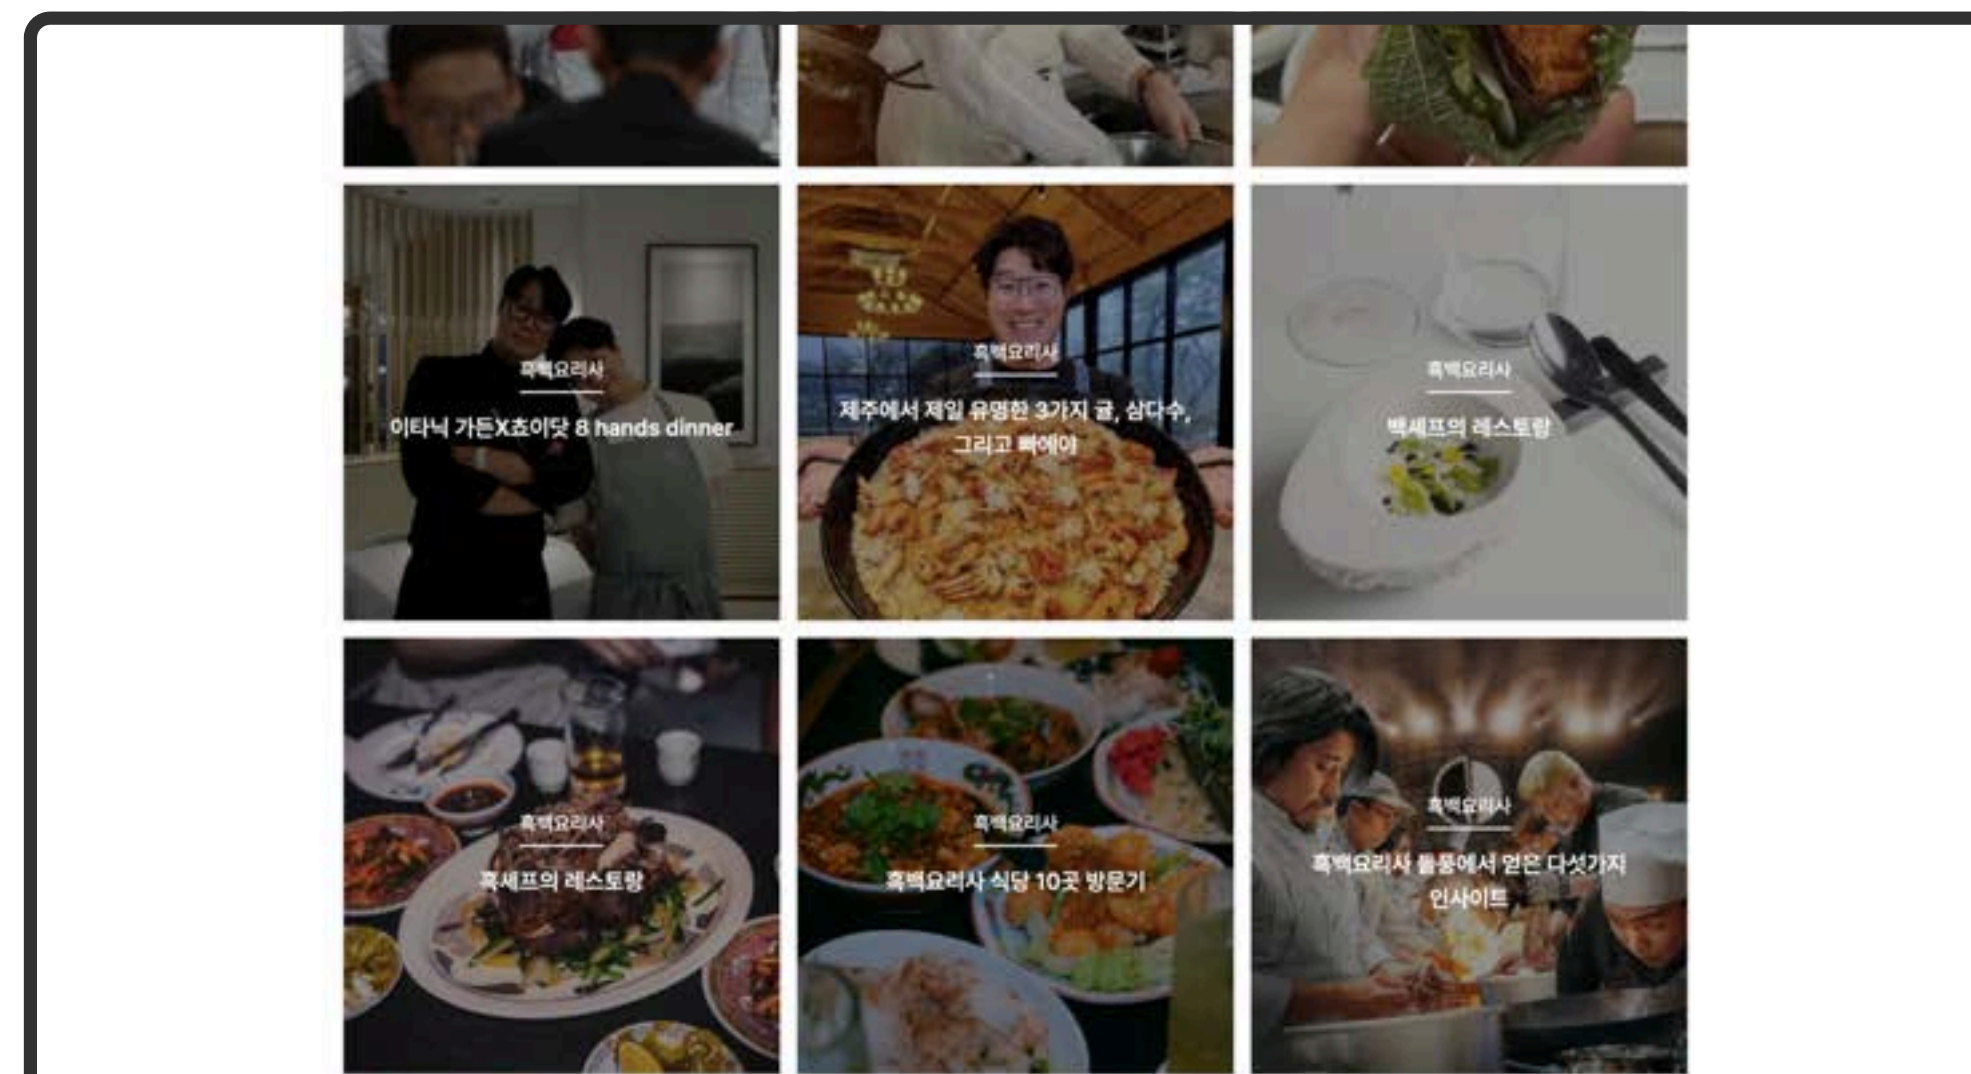 흑백요리사
이타닉 가든X쵸이닷 8 hands dinner
흑백요리사
제주에서 제일 유명한 3가지 귤, 삼다수,
그리고 빠에야
흑백요리사
백셰프의 레스토랑
흑백요리사
흑셰프의 레스토랑
흑백요리사
흑백요리사 식당 10곳 방문기
흑백요리사
흑백요리사 돌풍에서 얻은 다섯가지
인사이트